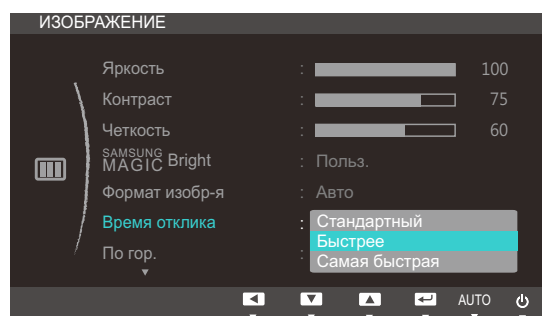 ИЗОБРАЖЕНИЕ
Яркость : 100
Контраст : 75
Четкость : 60
SAMSUNG MAGIC Bright : Польз.
Формат изобр-я : Авто
Время отклика : Стандартный
Быстрее
Самая быстрая
По гор. :
AUTO